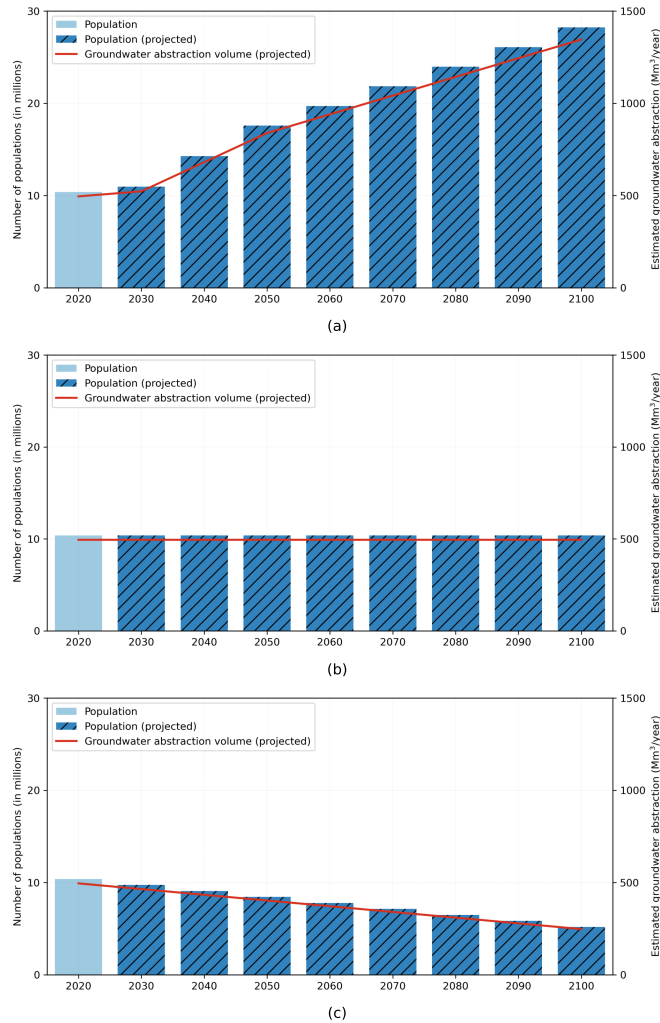 Population
Population (projected)
Groundwater abstraction volume (projected)
Number of populations (in millions)
30
20
10
0
2020 2030 2040 2050 2060 2070 2080 2090 2100
1500
1000
500
0
Estimated groundwater abstraction (Mm³/year)
(a)
Population
Population (projected)
Groundwater abstraction volume (projected)
Number of populations (in millions)
30
20
10
0
2020 2030 2040 2050 2060 2070 2080 2090 2100
1500
1000
500
0
Estimated groundwater abstraction (Mm³/year)
(b)
Population
Population (projected)
Groundwater abstraction volume (projected)
Number of populations (in millions)
30
20
10
0
2020 2030 2040 2050 2060 2070 2080 2090 2100
1500
1000
500
0
Estimated groundwater abstraction (Mm³/year)
(c)